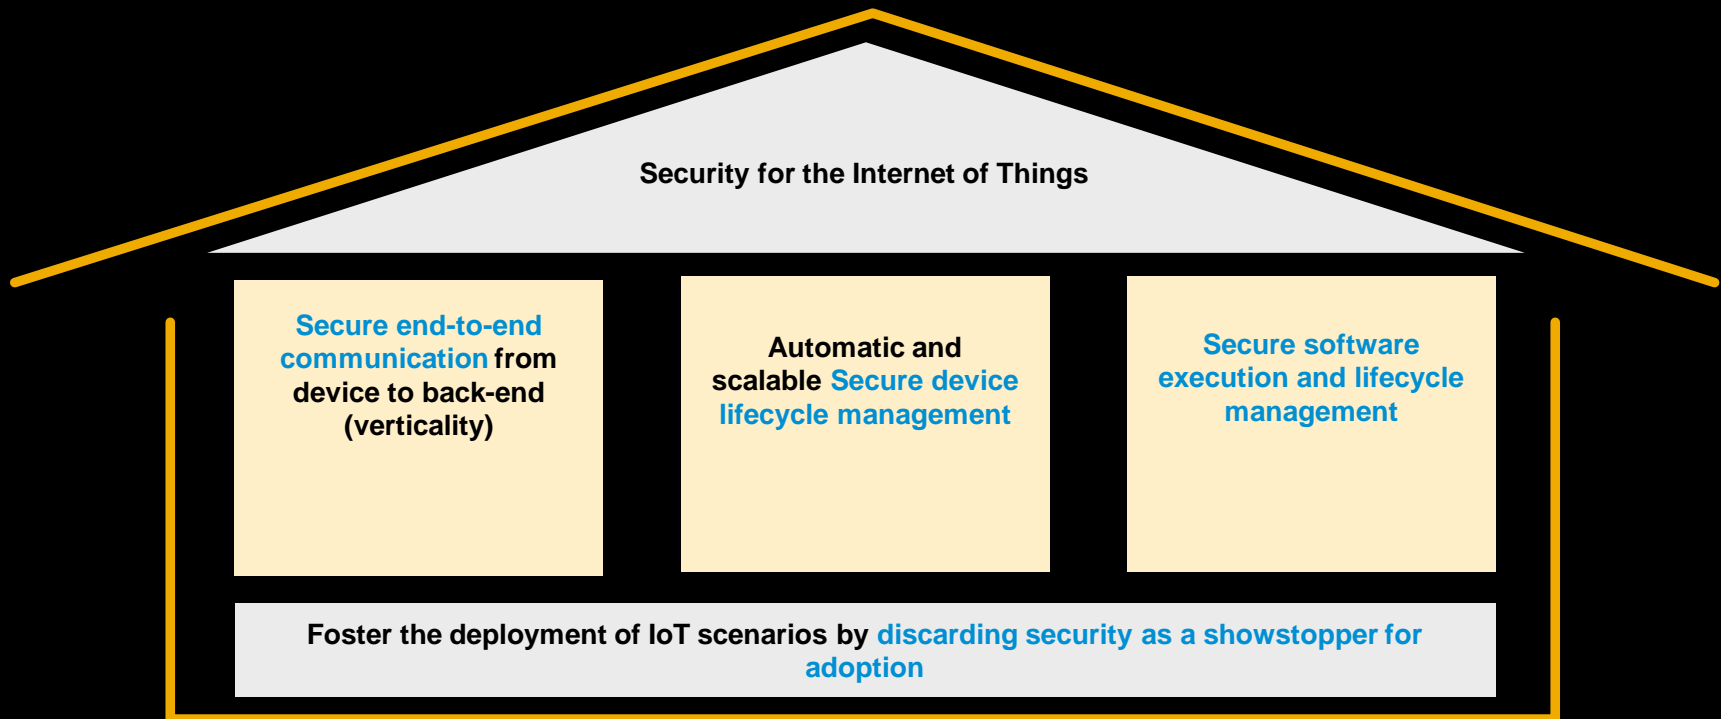 Security for the Internet of Things
Secure end-to-end
communication from
device to back-end
(verticality)
Automatic and
scalable Secure device
lifecycle management
Secure software
execution and lifecycle
management
Foster the deployment of IoT scenarios by discarding security as a showstopper for
adoption